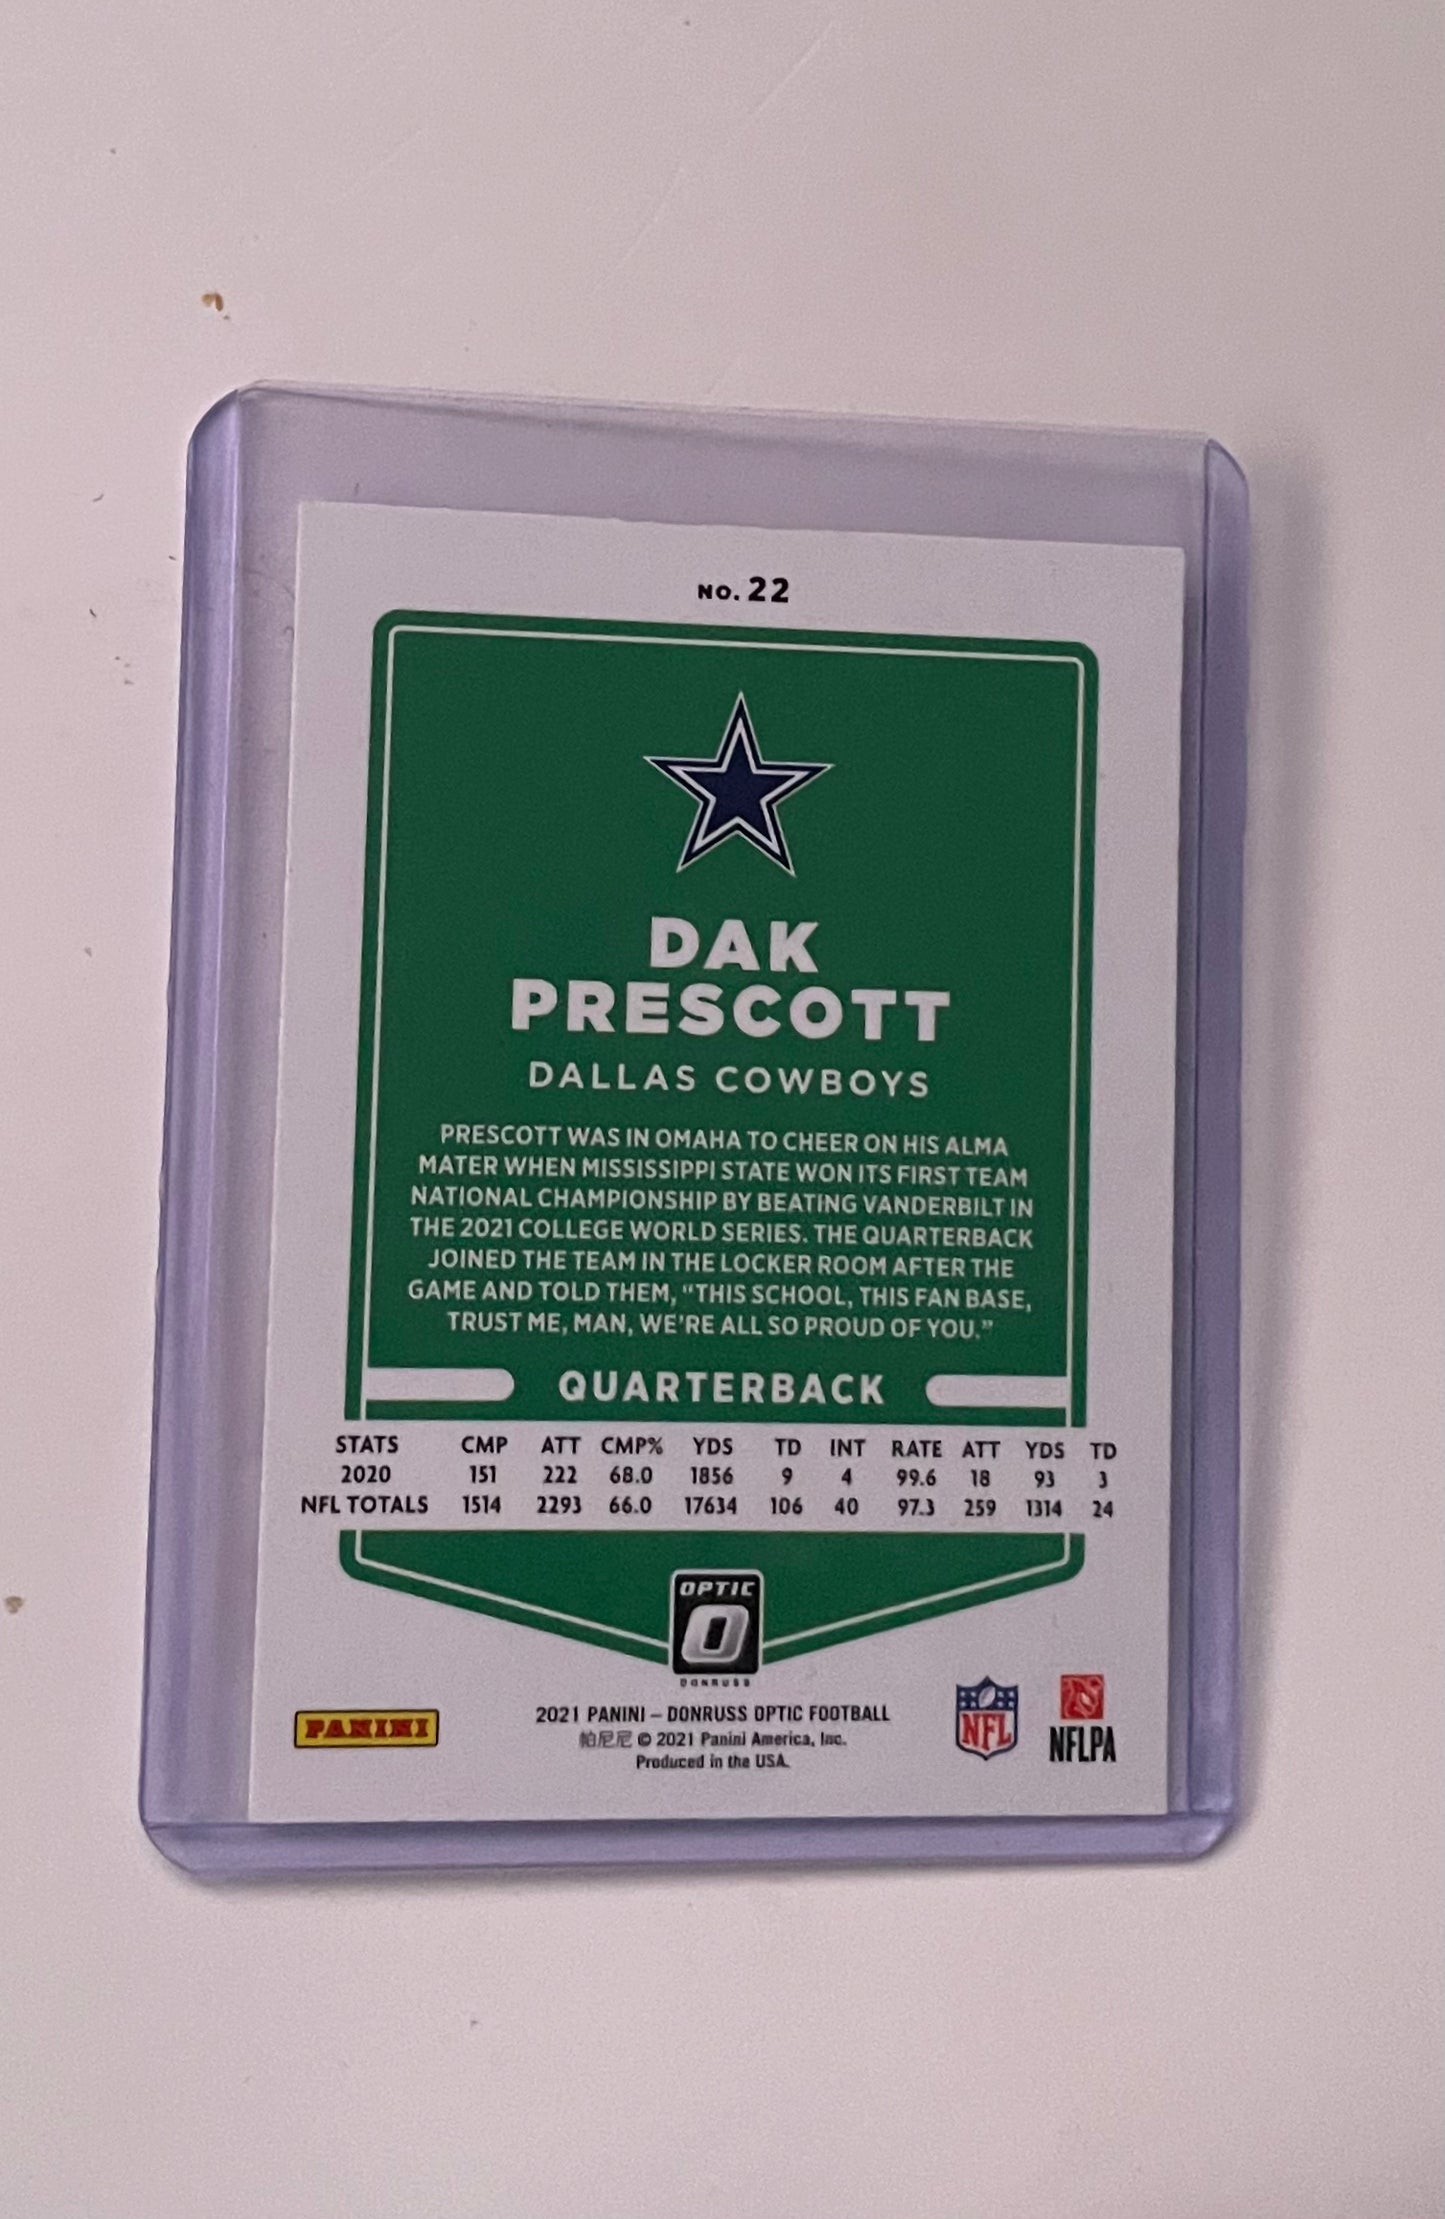 NO. 22
DAK
PRESCOTT
DALLAS COWBOYS
PRESCOTT WAS IN OMAHA TO CHEER ON HIS ALMA
MATER WHEN MISSISSIPPI STATE WON ITS FIRST TEAM
NATIONAL CHAMPIONSHIP BY BEATING VANDERBILT IN
THE 2021 COLLEGE WORLD SERIES. THE QUARTERBACK
JOINED THE TEAM IN THE LOCKER ROOM AFTER THE
GAME AND TOLD THEM, “THIS SCHOOL, THIS FAN BASE,
TRUST ME, MAN, WE’RE ALL SO PROUD OF YOU.”
QUARTERBACK
STATS CMP ATT CMP% YDS TD INT RATE ATT YDS TD
2020 151 222 68.0 1856 9 4 99.6 18 93 3
NFL TOTALS 1514 2293 66.0 17634 106 40 97.3 259 1314 24
OPTIC
O
DONRUSS
PANINI
2021 PANINI – DONRUSS OPTIC FOOTBALL
帕尼尼 © 2021 Panini America, Inc.
Produced in the USA.
NFL
NFLPA